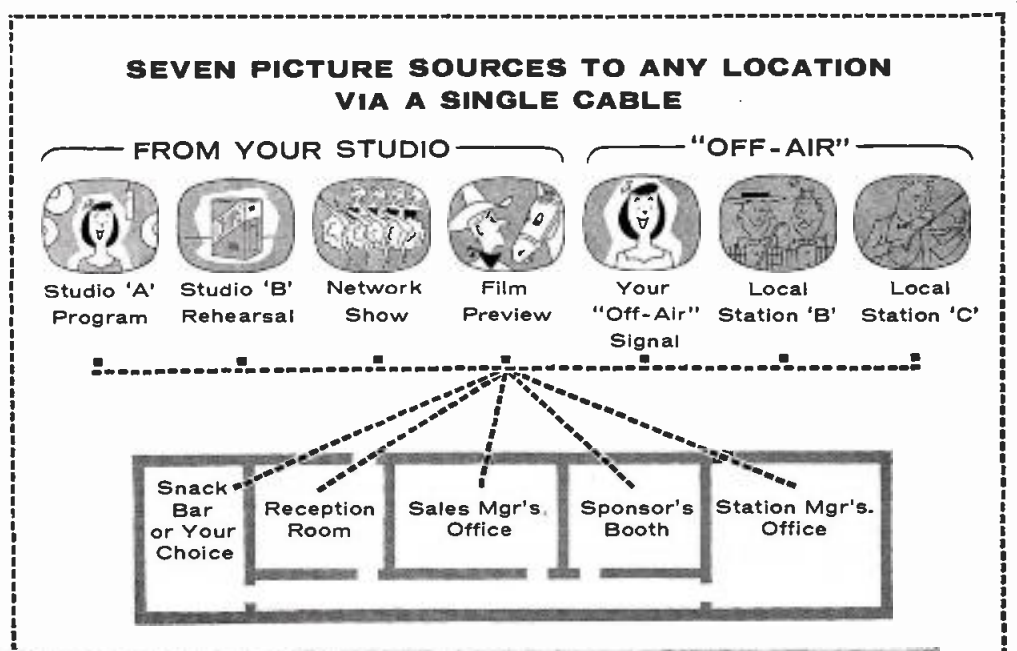 SEVEN PICTURE SOURCES TO ANY LOCATION
VIA A SINGLE CABLE
FROM YOUR STUDIO
"OFF-AIR"
Studio 'A'
Program
Studio 'B'
Rehearsal
Network
Show
Film
Preview
Your
"Off-Air"
Signal
Local
Station 'B'
Local
Station 'C'
Snack
Bar
or Your
Choice
Reception
Room
Sales Mgr's.
Office
Sponsor's
Booth
Station Mgr's.
Office